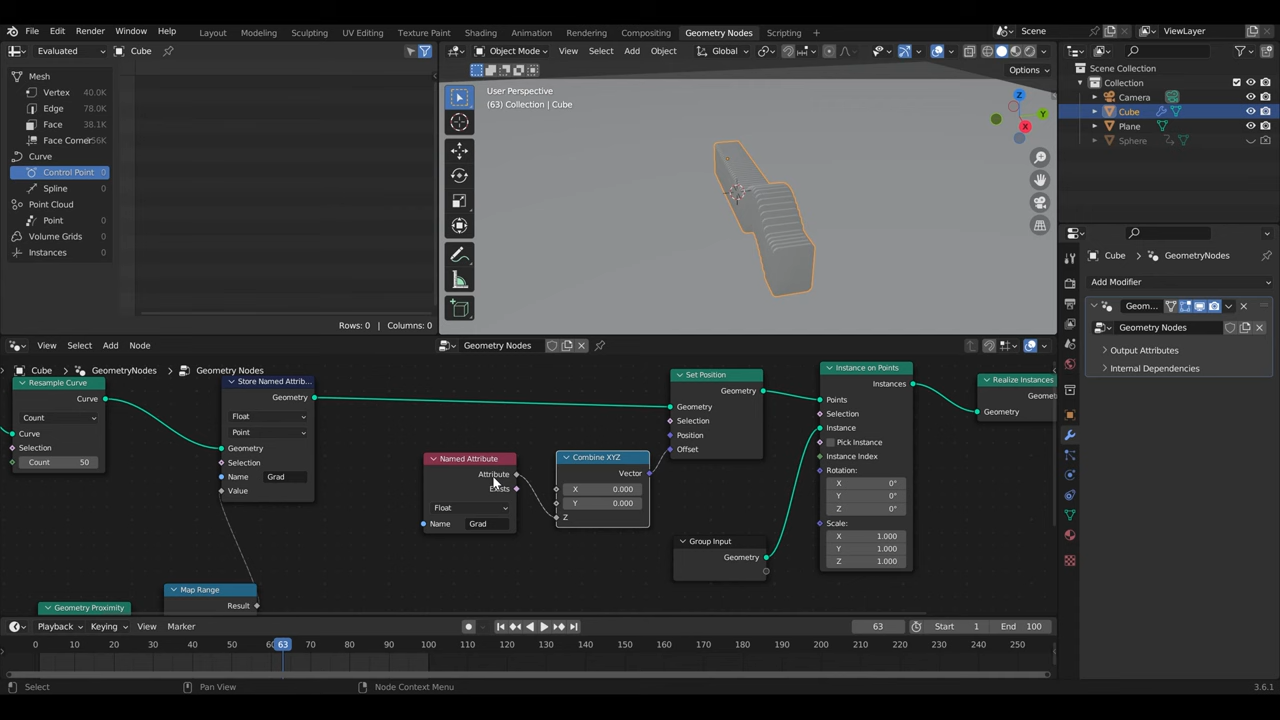 File Edit Render Window Help
Layout Modeling Sculpting UV Editing Texture Paint Shading Animation Rendering Compositing Geometry Nodes Scripting +
Scene
ViewLayer
Evaluated
Cube
Object Mode View Select Add Object
Global
Options
Mesh
Vertex 40.0K
Edge 78.0K
Face 38.1K
Face Corner
Curve
Control Point 0
Spline 0
Point Cloud
Point 0
Volume Grids 0
Instances 0
Rows: 0 | Columns: 0
User Perspective
(63) Collection | Cube
Z
Y
X
Scene Collection
Collection
Camera
Cube
Plane
Sphere
Cube > GeometryNodes
Add Modifier
Geom...
Geometry Nodes
Output Attributes
Internal Dependencies
View Select Add Node
Geometry Nodes
Cube > GeometryNodes > Geometry Nodes
Resample Curve
Curve
Count
Curve
Selection
Count 50
Store Named Attrib...
Geometry
Float
Point
Geometry
Selection
Name Grad
Value
Named Attribute
Attribute
Exists
Float
Name Grad
Combine XYZ
Vector
X 0.000
Y 0.000
Z
Set Position
Geometry
Geometry
Selection
Position
Offset
Group Input
Geometry
Instance on Points
Instances
Points
Selection
Instance
Pick Instance
Instance Index
Rotation:
X 0°
Y 0°
Z 0°
Scale:
X 1.000
Y 1.000
Z 1.000
Realize Instances
Geometry
Map Range
Result
Geometry Proximity
Playback Keying View Marker
63
Start 1 End 100
0 10 20 30 40 50 63 70 80 90 100 110 120 130 140 150 160 170 180 190 200 210 220 230 240 250
Select Pan View Node Context Menu
3.6.1